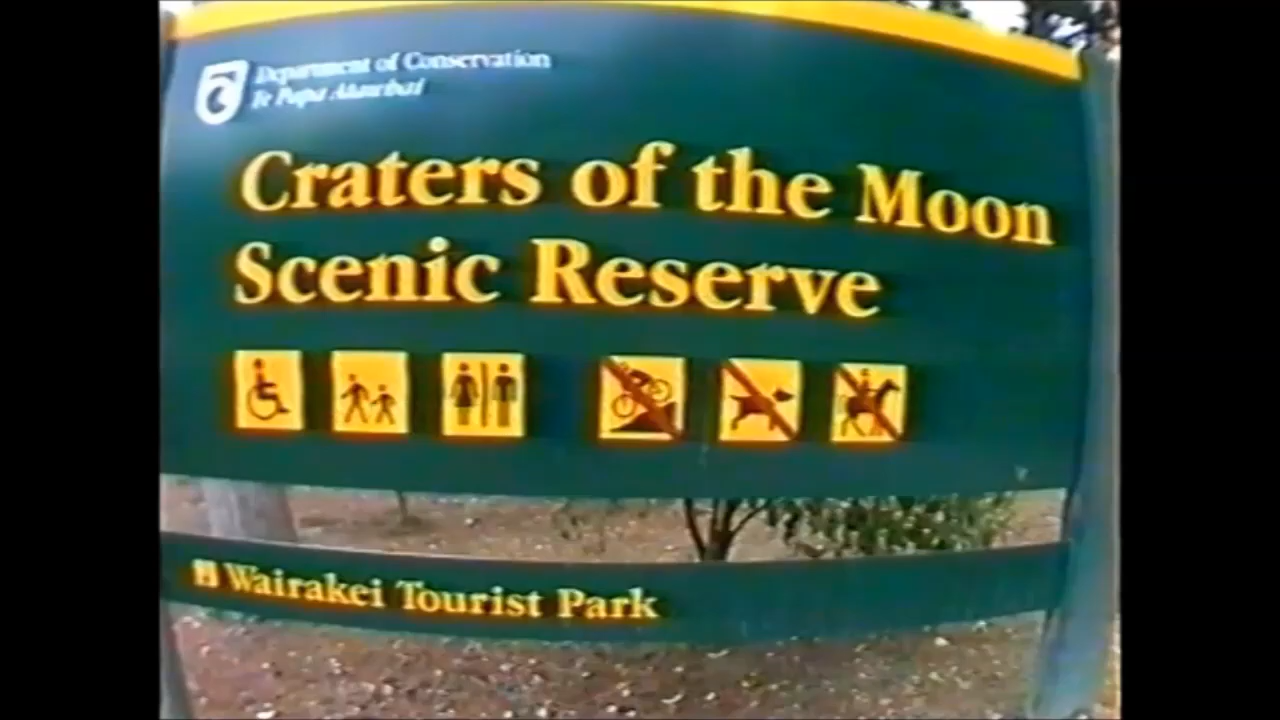 Department of Conservation
Te Papa Atawhai
Craters of the Moon
Scenic Reserve
Wairakei Tourist Park